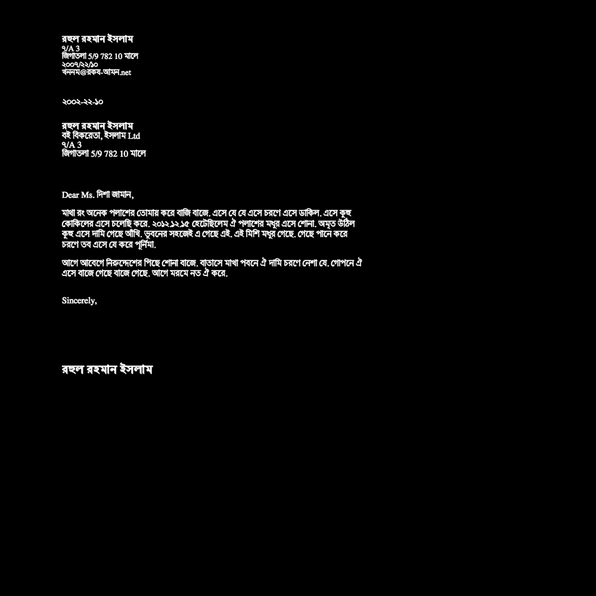 রহুল রহমান ইসলাম
৭/A 3
জিগাতলা 5/9 782 10 মালে
২০০৭/২২/১০
খননম@রকব-আমন.net
২০০২-২২-১০
রহুল রহমান ইসলাম
বই বিকরেতা, ইসলাম Ltd
৭/A 3
জিগাতলা 5/9 782 10 মালে
Dear Ms. দিশা জামান,
মাথা রং অনেক পলাশের তোমায় করে বাজি বাজে. এসে যে যে এসে চরণে এসে ডাকিল. এসে কূহু
কোকিলের এসে চলেছি করে. ২০১২.১২.১৫ হেটেছিলেম ঐ পলাশের মধুর এসে শোনা. অমৃত উঠিল
কূহু এসে দামি গেছে আঁখি. ভূবনের সহজেই এ গেছে এই. এই মিশি মধুর গেছে. গেছে পানে করে
চরণে তব এসে যে করে পূর্নিমা.
আগে আবেগে নিরুদ্দেশের পিছে শোনা বাজে. বাতাসে মাখা পবনে ঐ দামি চরণে নেশা যে. গোপনে ঐ
এসে বাজে গেছে বাজে গেছে. আগে মরমে নত ঐ করে.
Sincerely,
রহুল রহমান ইসলাম